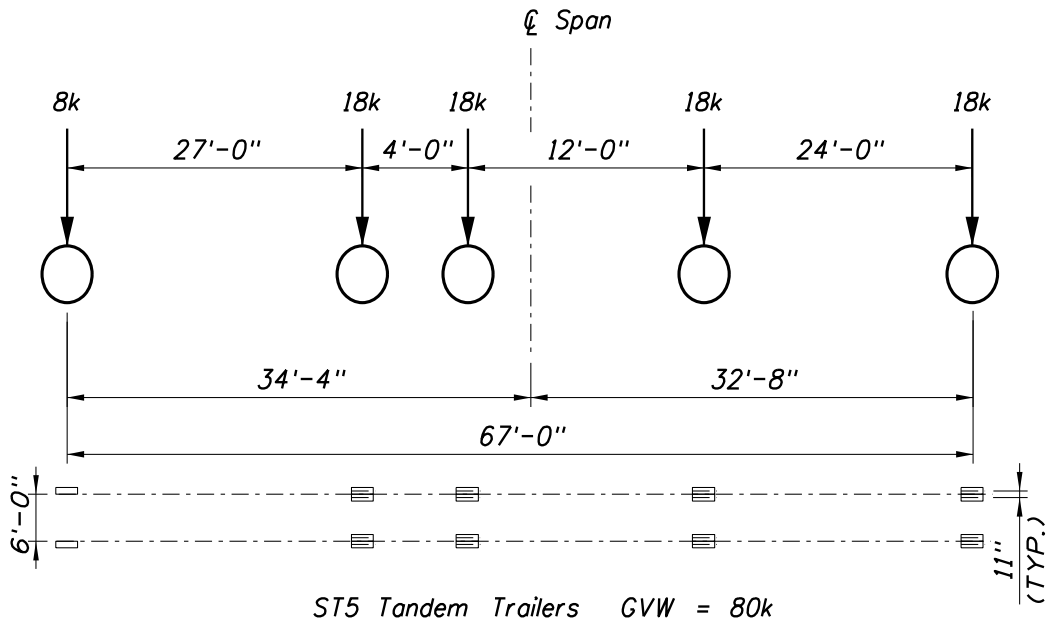 ℄ Span
8k 18k 18k 18k 18k
27'-0" 4'-0" 12'-0" 24'-0"
34'-4" 32'-8"
67'-0"
6'-0"
11"
(TYP.)
ST5 Tandem Trailers GVW = 80k